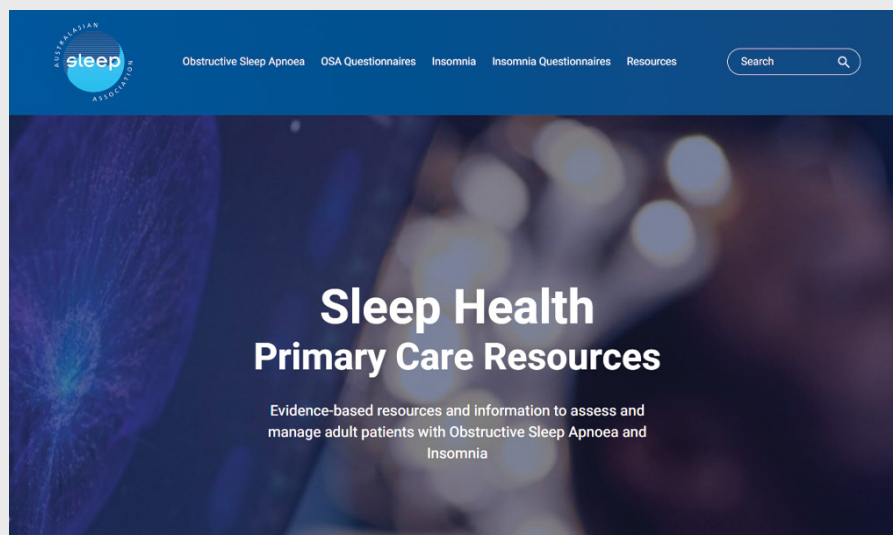 AUSTRALASIAN
sleep
ASSOCIATION
Obstructive Sleep Apnoea OSA Questionnaires Insomnia Insomnia Questionnaires Resources
Search
Sleep Health
Primary Care Resources
Evidence-based resources and information to assess and
manage adult patients with Obstructive Sleep Apnoea and
Insomnia